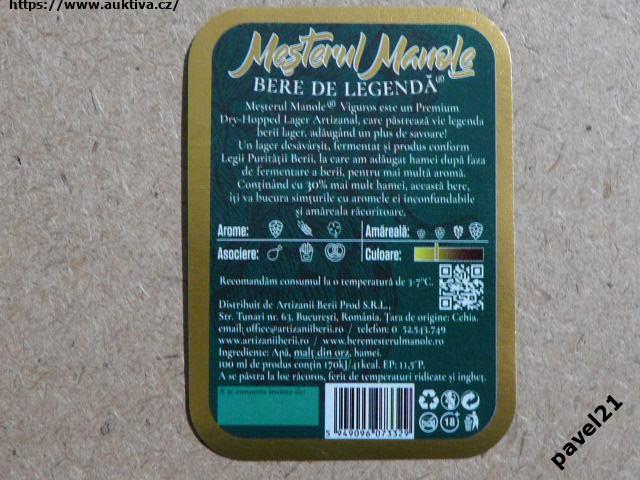 https://www.auktiva.cz/
Meșterul Manole
BERE DE LEGENDĂ®
Meșterul Manole® Viguros este un Premium
Dry-Hopped Lager Artizanal, care păstrează vie legenda
berii lager, adăugând un plus de savoare!
Un lager desăvârșit, fermentat și produs conform
Legii Purității Berii, la care am adăugat hamei după faza
de fermentare a berii, pentru mai multă aromă.
Conținând cu 30% mai mult hamei, această bere,
iți va bucura simțurile cu aromele ei inconfundabile
și amăreala răcoritoare.
Arome:
Amăreală:
Asociere:
Culoare:
Recomandăm consumul la o temperatură de 3-7°C.
Distribuit de Artizanii Berii Prod S.R.L.,
Str. Tunari nr. 63, București, România. Țara de origine: Cehia.
email: office@artizaniiberii.ro / telefon: 0 52.543.749
www.artizaniiberii.ro / www.beremesterulmanole.ro
Ingrediente: Apă, malț din orz, hamei.
100 ml de produs conțin 170kJ/41kcal. EP: 11,5°P.
A se păstra la loc răcoros, ferit de temperaturi ridicate și îngheț.
A se consuma înainte de:
5 949096 073329
18+
pavel21